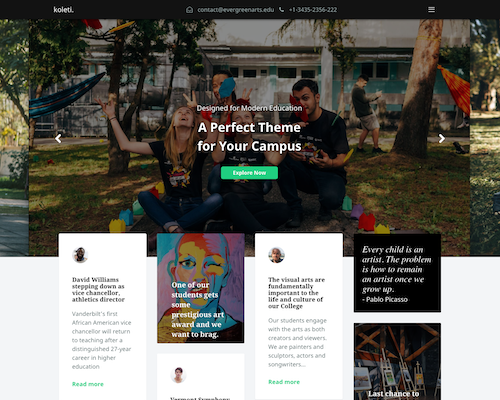 koleti.
contact@evergreenarts.edu
+1-3435-2356-222
Designed for Modern Education
A Perfect Theme
for Your Campus
Explore Now
David Williams
stepping down as
vice chancellor,
athletics director
Vanderbilt's first
African American vice
chancellor will return
to teaching after a
distinguished 27-year
career in higher
education
Read more
One of our
students gets
some
prestigious art
award and we
want to brag.
Vermont Symphony
The visual arts are
fundamentally
important to the
life and culture of
our College
Our students engage
with the arts as both
creators and viewers.
We are painters and
sculptors, actors and
songwriters...
Read more
Every child is an
artist. The problem
is how to remain
an artist once we
grow up.
- Pablo Picasso
Last chance to